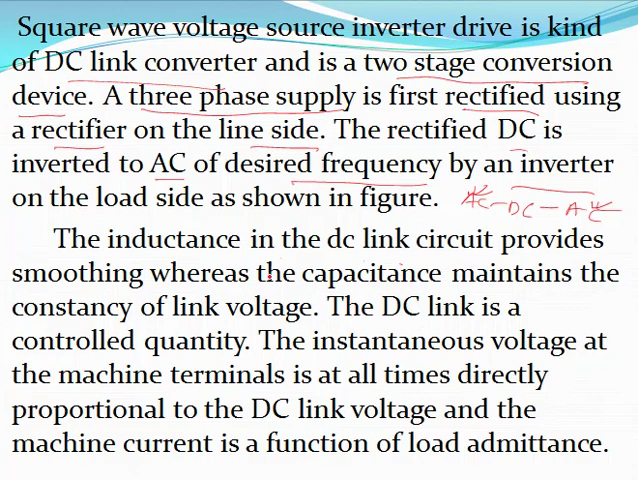 Square wave voltage source inverter drive is kind
of DC link converter and is a two stage conversion
device. A three phase supply is first rectified using
a rectifier on the line side. The rectified DC is
inverted to AC of desired frequency by an inverter
on the load side as shown in figure. AC-DC-AC
The inductance in the dc link circuit provides
smoothing whereas the capacitance maintains the
constancy of link voltage. The DC link is a
controlled quantity. The instantaneous voltage at
the machine terminals is at all times directly
proportional to the DC link voltage and the
machine current is a function of load admittance.